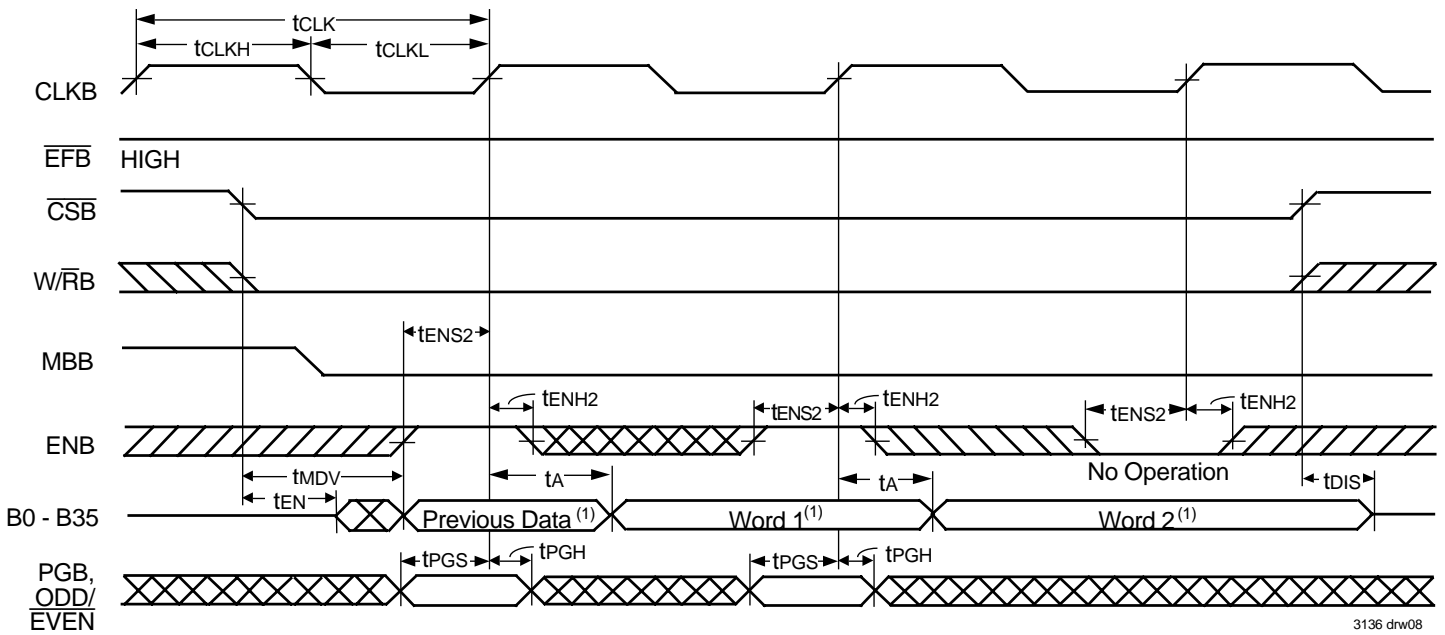 tCLK
tCLKH tCLKL
CLKB
EFB HIGH
CSB
W/RB
tENS2
MBB
tENH2 tENS2 tENH2 tENS2 tENH2
ENB
No Operation
tMDV tA tA tDIS
tEN
B0 - B35 Previous Data (1) Word 1(1) Word 2(1)
tPGS tPGH tPGS tPGH
PGB,
ODD/
EVEN
3136 drw08